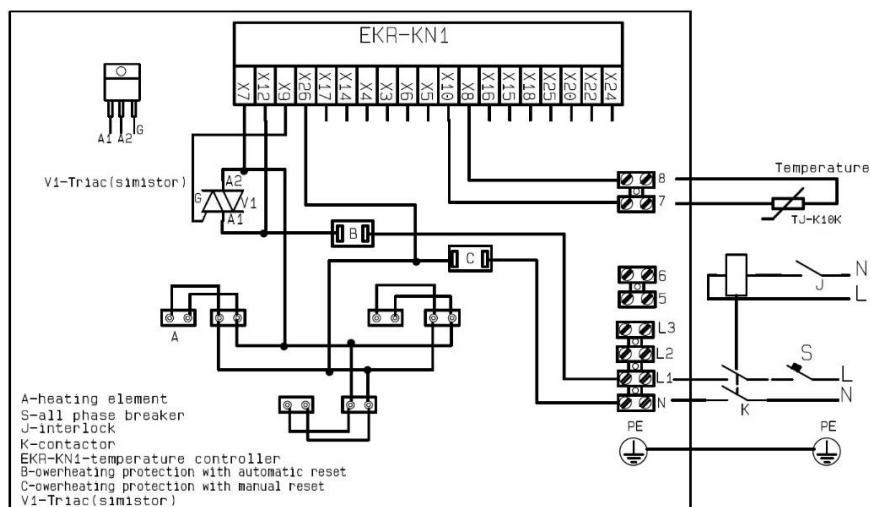 EKR-KN1
X7 X12 X9 X26 X17 X14 X4 X3 X6 X5 X10 X8 X16 X15 X18 X25 X20 X22 X24
A1 A2 G
V1-Triac(simistor)
A2
G
V1
A1
B
C
8
7
Temperature
TJ-K10K
6
5
J
N
L
L3
L2
L1
N
S
L
N
K
A
PE
PE
A-heating element
S-all phase breaker
J-interlock
K-contactor
EKR-KN1-temperature controller
B-owerheating protection with automatic reset
C-owerheating protection with manual reset
V1-Triac(simistor)